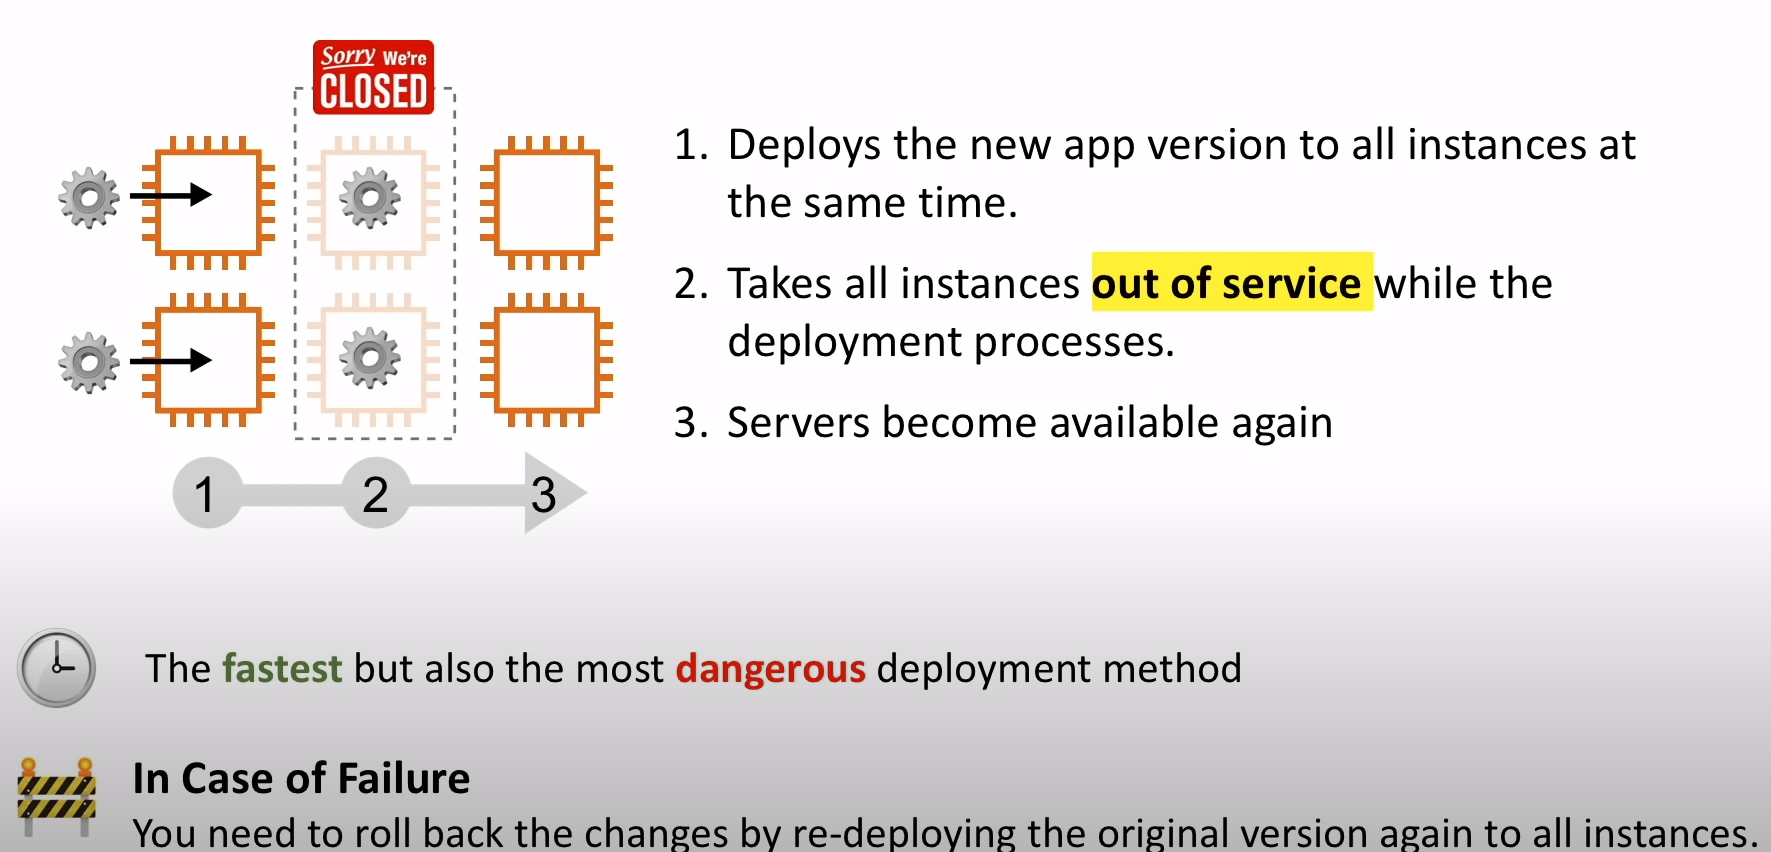 Sorry We're
CLOSED
1. Deploys the new app version to all instances at
the same time.
2. Takes all instances out of service while the
deployment processes.
3. Servers become available again
1 2 3
The fastest but also the most dangerous deployment method
In Case of Failure
You need to roll back the changes by re-deploying the original version again to all instances.